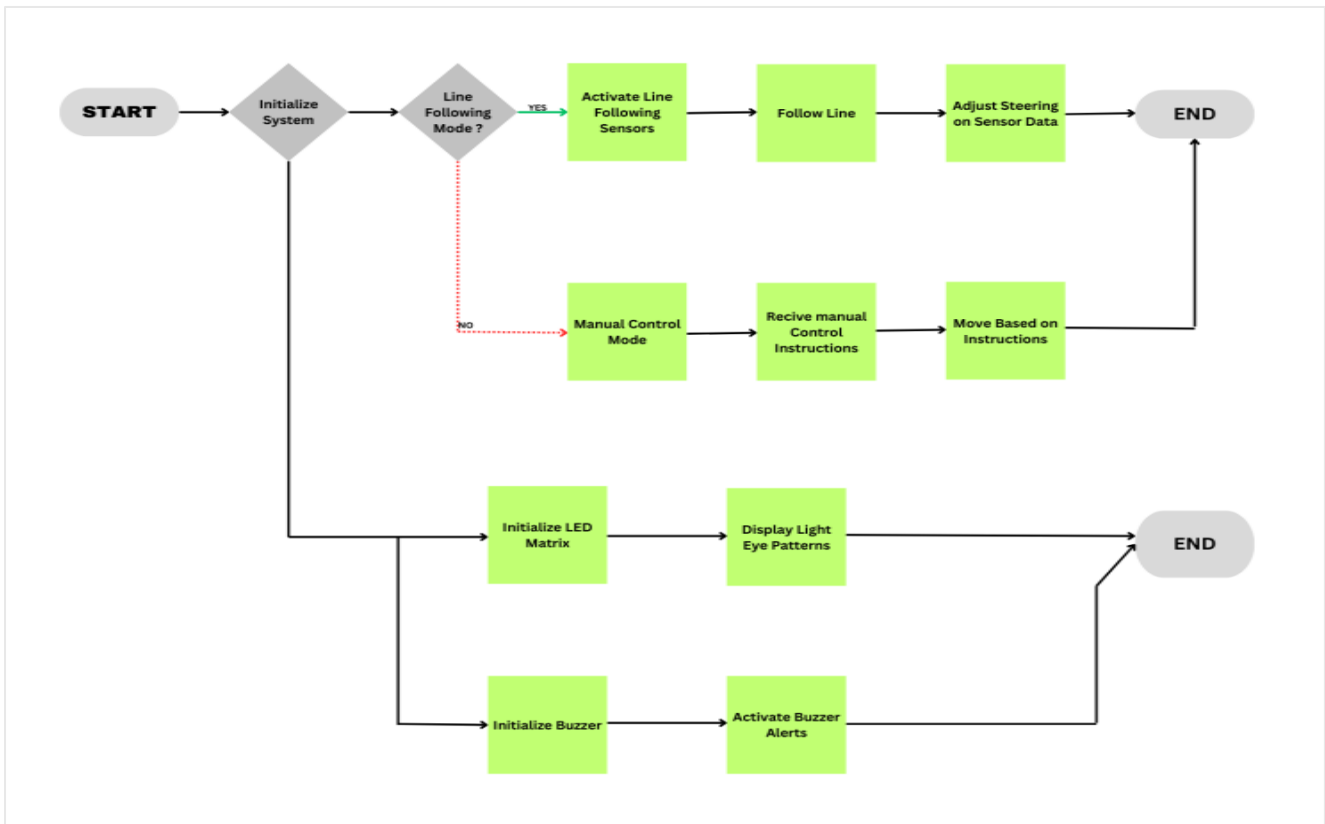 START
Initialize
System
Line
Following
Mode ?
YES
Activate Line
Following
Sensors
Follow Line
Adjust Steering
on Sensor Data
END
NO
Manual Control
Mode
Recive manual
Control
Instructions
Move Based on
Instructions
Initialize LED
Matrix
Display Light
Eye Patterns
END
Initialize Buzzer
Activate Buzzer
Alerts